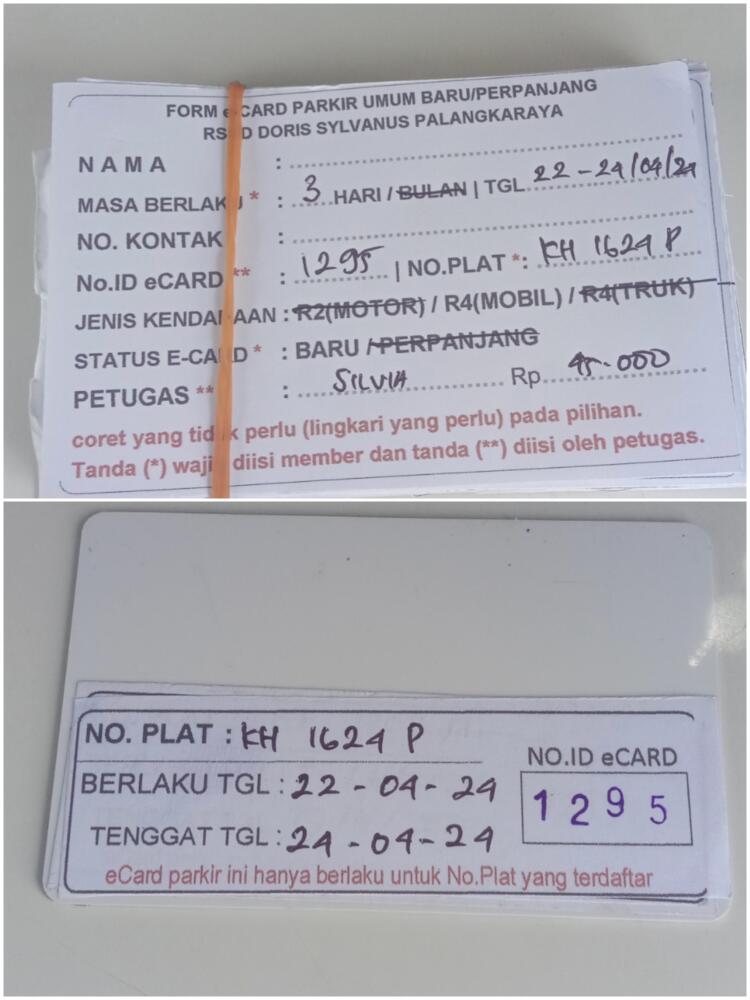 FORM eCARD PARKIR UMUM BARU/PERPANJANG
RSUD DORIS SYLVANUS PALANGKARAYA
NAMA :
MASA BERLAKU * : 3 HARI / BULAN | TGL 22 - 24/04/24
NO. KONTAK :
No.ID eCARD ** : 1295 | NO.PLAT *: KH 1624 P
JENIS KENDARAAN : R2(MOTOR) / R4(MOBIL) / R4(TRUK)
STATUS E-CARD * : BARU / PERPANJANG
PETUGAS ** : SILVIA Rp 45.000
coret yang tidak perlu (lingkari yang perlu) pada pilihan.
Tanda (*) wajib diisi member dan tanda (**) diisi oleh petugas.
NO. PLAT : KH 1624 P
NO.ID eCARD
BERLAKU TGL : 22 - 04 - 24
1295
TENGGAT TGL : 24 - 04 - 24
eCard parkir ini hanya berlaku untuk No.Plat yang terdaftar